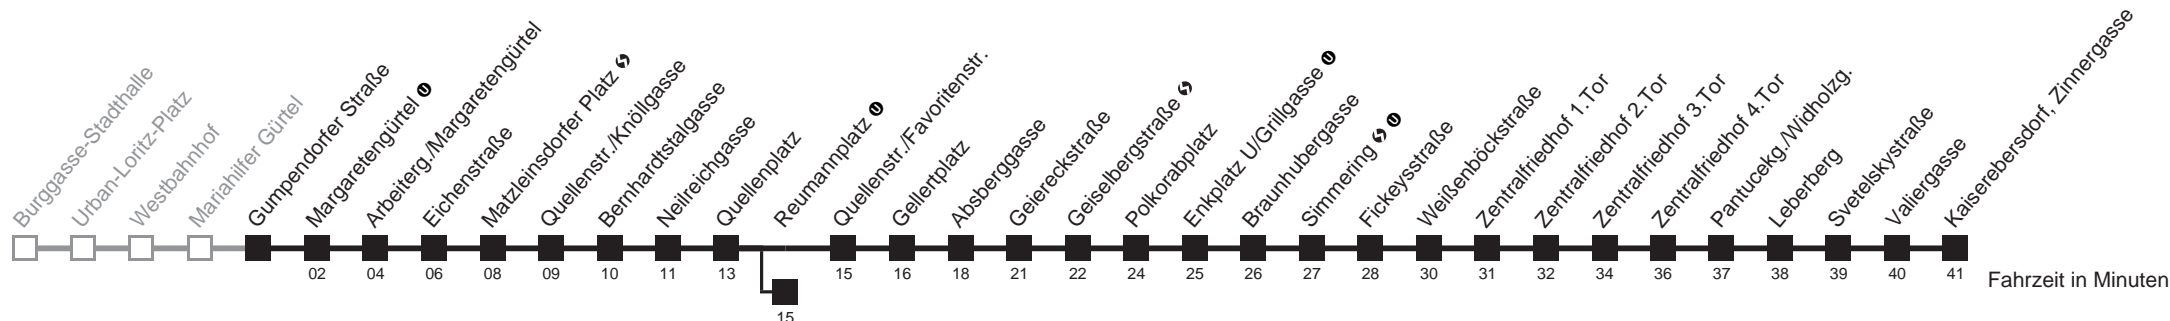 Burggasse-Stadthalle
Urban-Loritz-Platz
Westbahnhof
Mariahilfer Gürtel
Gumpendorfer Straße
Margaretengürtel U
Arbeiterg./Margaretengürtel
Eichenstraße
Matzleinsdorfer Platz S
Quellenstr./Knöllgasse
Bernhardtstalgasse
Neilreichgasse
Quellenplatz
Reumannplatz U
Quellenstr./Favoritenstr.
Gellertplatz
Absberggasse
Geiereckstraße
Geiselbergstraße S
Polkorabplatz
Enkplatz U/Grillgasse U
Braunhubergasse
Simmering S U
Fickeysstraße
Weißenböckstraße
Zentralfriedhof 1.Tor
Zentralfriedhof 2.Tor
Zentralfriedhof 3.Tor
Zentralfriedhof 4.Tor
Pantucekg./Widholzg.
Leberberg
Svetelskystraße
Valiergasse
Kaiserebersdorf, Zinnergasse
02 04 06 08 09 10 11 13 15 16 18 21 22 24 25 26 27 28 30 31 32 34 36 37 38 39 40 41
Fahrzeit in Minuten
15